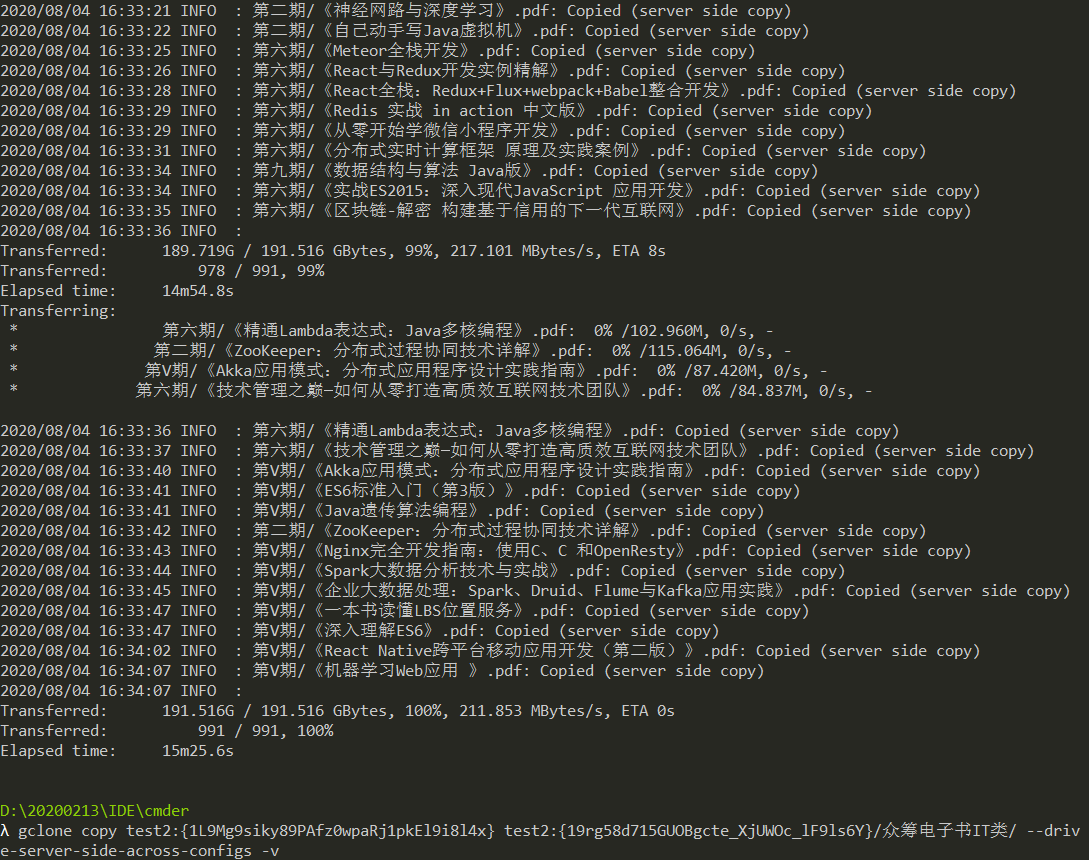 2020/08/04 16:33:21 INFO  : 第二期/《神经网路与深度学习》.pdf: Copied (server side copy)
2020/08/04 16:33:22 INFO  : 第二期/《自己动手写Java虚拟机》.pdf: Copied (server side copy)
2020/08/04 16:33:25 INFO  : 第六期/《Meteor全栈开发》.pdf: Copied (server side copy)
2020/08/04 16:33:26 INFO  : 第六期/《React与Redux开发实例精解》.pdf: Copied (server side copy)
2020/08/04 16:33:28 INFO  : 第六期/《React全栈：Redux+Flux+webpack+Babel整合开发》.pdf: Copied (server side copy)
2020/08/04 16:33:29 INFO  : 第六期/《Redis 实战 in action 中文版》.pdf: Copied (server side copy)
2020/08/04 16:33:29 INFO  : 第六期/《从零开始学微信小程序开发》.pdf: Copied (server side copy)
2020/08/04 16:33:31 INFO  : 第六期/《分布式实时计算框架 原理及实践案例》.pdf: Copied (server side copy)
2020/08/04 16:33:34 INFO  : 第九期/《数据结构与算法 Java版》.pdf: Copied (server side copy)
2020/08/04 16:33:34 INFO  : 第六期/《实战ES2015：深入现代JavaScript 应用开发》.pdf: Copied (server side copy)
2020/08/04 16:33:35 INFO  : 第六期/《区块链-解密 构建基于信用的下一代互联网》.pdf: Copied (server side copy)
2020/08/04 16:33:36 INFO  :
Transferred:      189.719G / 191.516 GBytes, 99%, 217.101 MBytes/s, ETA 8s
Transferred:          978 / 991, 99%
Elapsed time:     14m54.8s
Transferring:
 *                第六期/《精通Lambda表达式：Java多核编程》.pdf:  0% /102.960M, 0/s, -
 *               第二期/《ZooKeeper：分布式过程协同技术详解》.pdf:  0% /115.064M, 0/s, -
 *              第V期/《Akka应用模式：分布式应用程序设计实践指南》.pdf:  0% /87.420M, 0/s, -
 *             第六期/《技术管理之巅—如何从零打造高质效互联网技术团队》.pdf:  0% /84.837M, 0/s, -
2020/08/04 16:33:36 INFO  : 第六期/《精通Lambda表达式：Java多核编程》.pdf: Copied (server side copy)
2020/08/04 16:33:37 INFO  : 第六期/《技术管理之巅—如何从零打造高质效互联网技术团队》.pdf: Copied (server side copy)
2020/08/04 16:33:40 INFO  : 第V期/《Akka应用模式：分布式应用程序设计实践指南》.pdf: Copied (server side copy)
2020/08/04 16:33:41 INFO  : 第V期/《ES6标准入门（第3版）》.pdf: Copied (server side copy)
2020/08/04 16:33:41 INFO  : 第V期/《Java遗传算法编程》.pdf: Copied (server side copy)
2020/08/04 16:33:42 INFO  : 第二期/《ZooKeeper：分布式过程协同技术详解》.pdf: Copied (server side copy)
2020/08/04 16:33:43 INFO  : 第V期/《Nginx完全开发指南：使用C、C 和OpenResty》.pdf: Copied (server side copy)
2020/08/04 16:33:44 INFO  : 第V期/《Spark大数据分析技术与实战》.pdf: Copied (server side copy)
2020/08/04 16:33:45 INFO  : 第V期/《企业大数据处理：Spark、Druid、Flume与Kafka应用实践》.pdf: Copied (server side copy)
2020/08/04 16:33:47 INFO  : 第V期/《一本书读懂LBS位置服务》.pdf: Copied (server side copy)
2020/08/04 16:33:47 INFO  : 第V期/《深入理解ES6》.pdf: Copied (server side copy)
2020/08/04 16:34:02 INFO  : 第V期/《React Native跨平台移动应用开发（第二版）》.pdf: Copied (server side copy)
2020/08/04 16:34:07 INFO  : 第V期/《机器学习Web应用 》.pdf: Copied (server side copy)
2020/08/04 16:34:07 INFO  :
Transferred:      191.516G / 191.516 GBytes, 100%, 211.853 MBytes/s, ETA 0s
Transferred:          991 / 991, 100%
Elapsed time:     15m25.6s
D:\20200213\IDE\cmder
λ gclone copy test2:{1L9Mg9siky89PAfz0wpaRj1pkEl9i8l4x} test2:{19rg58d715GUOBgcte_XjUWOc_lF9ls6Y}/众筹电子书IT类/ --driv
e-server-side-across-configs -v